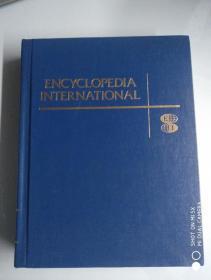 ENCYCLOPEDIA
INTERNATIONAL
SHOT ON MI 5X
MI DUAL CAMERA